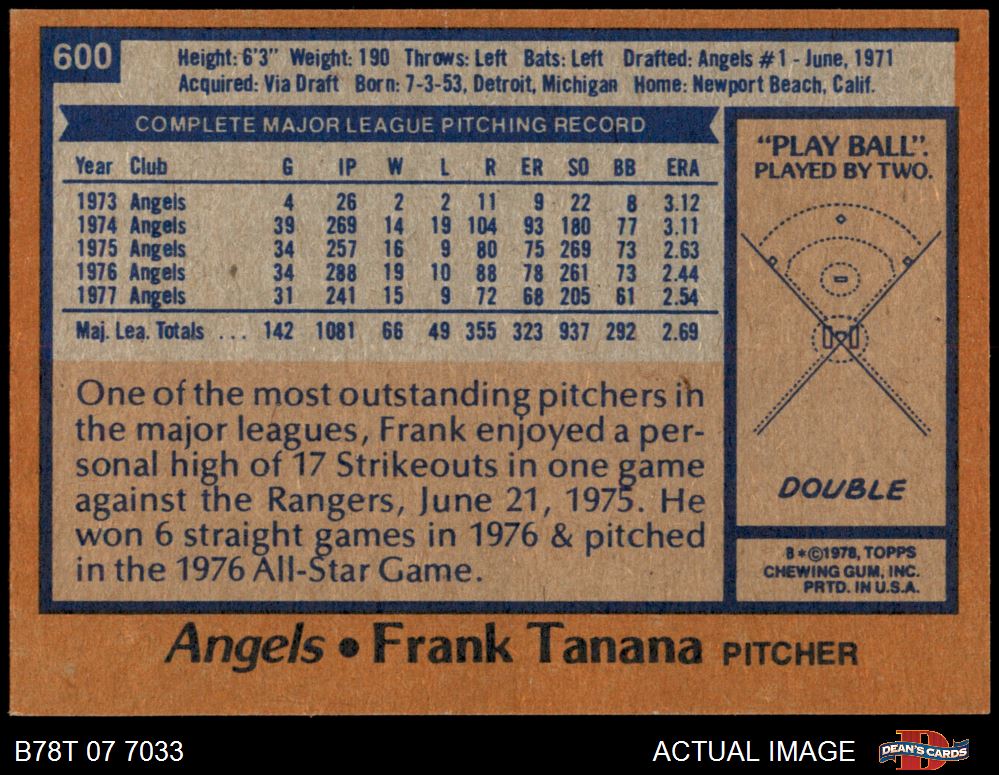 600
Height: 6'3" Weight: 190 Throws: Left Bats: Left Drafted: Angels #1 - June, 1971
Acquired: Via Draft Born: 7-3-53, Detroit, Michigan Home: Newport Beach, Calif.
COMPLETE MAJOR LEAGUE PITCHING RECORD
Year Club G IP W L R ER SO BB ERA
1973 Angels 4 26 2 2 11 9 22 8 3.12
1974 Angels 39 269 14 19 104 93 180 77 3.11
1975 Angels 34 257 16 9 80 75 269 73 2.63
1976 Angels 34 288 19 10 88 78 261 73 2.44
1977 Angels 31 241 15 9 72 68 205 61 2.54
Maj. Lea. Totals ... 142 1081 66 49 355 323 937 292 2.69
One of the most outstanding pitchers in
the major leagues, Frank enjoyed a per-
sonal high of 17 Strikeouts in one game
against the Rangers, June 21, 1975. He
won 6 straight games in 1976 & pitched
in the 1976 All-Star Game.
"PLAY BALL".
PLAYED BY TWO.
DOUBLE
8*©1978, TOPPS
CHEWING GUM, INC.
PRTD. IN U.S.A.
Angels • Frank Tanana PITCHER
B78T 07 7033 ACTUAL IMAGE
D
DEAN'S CARDS